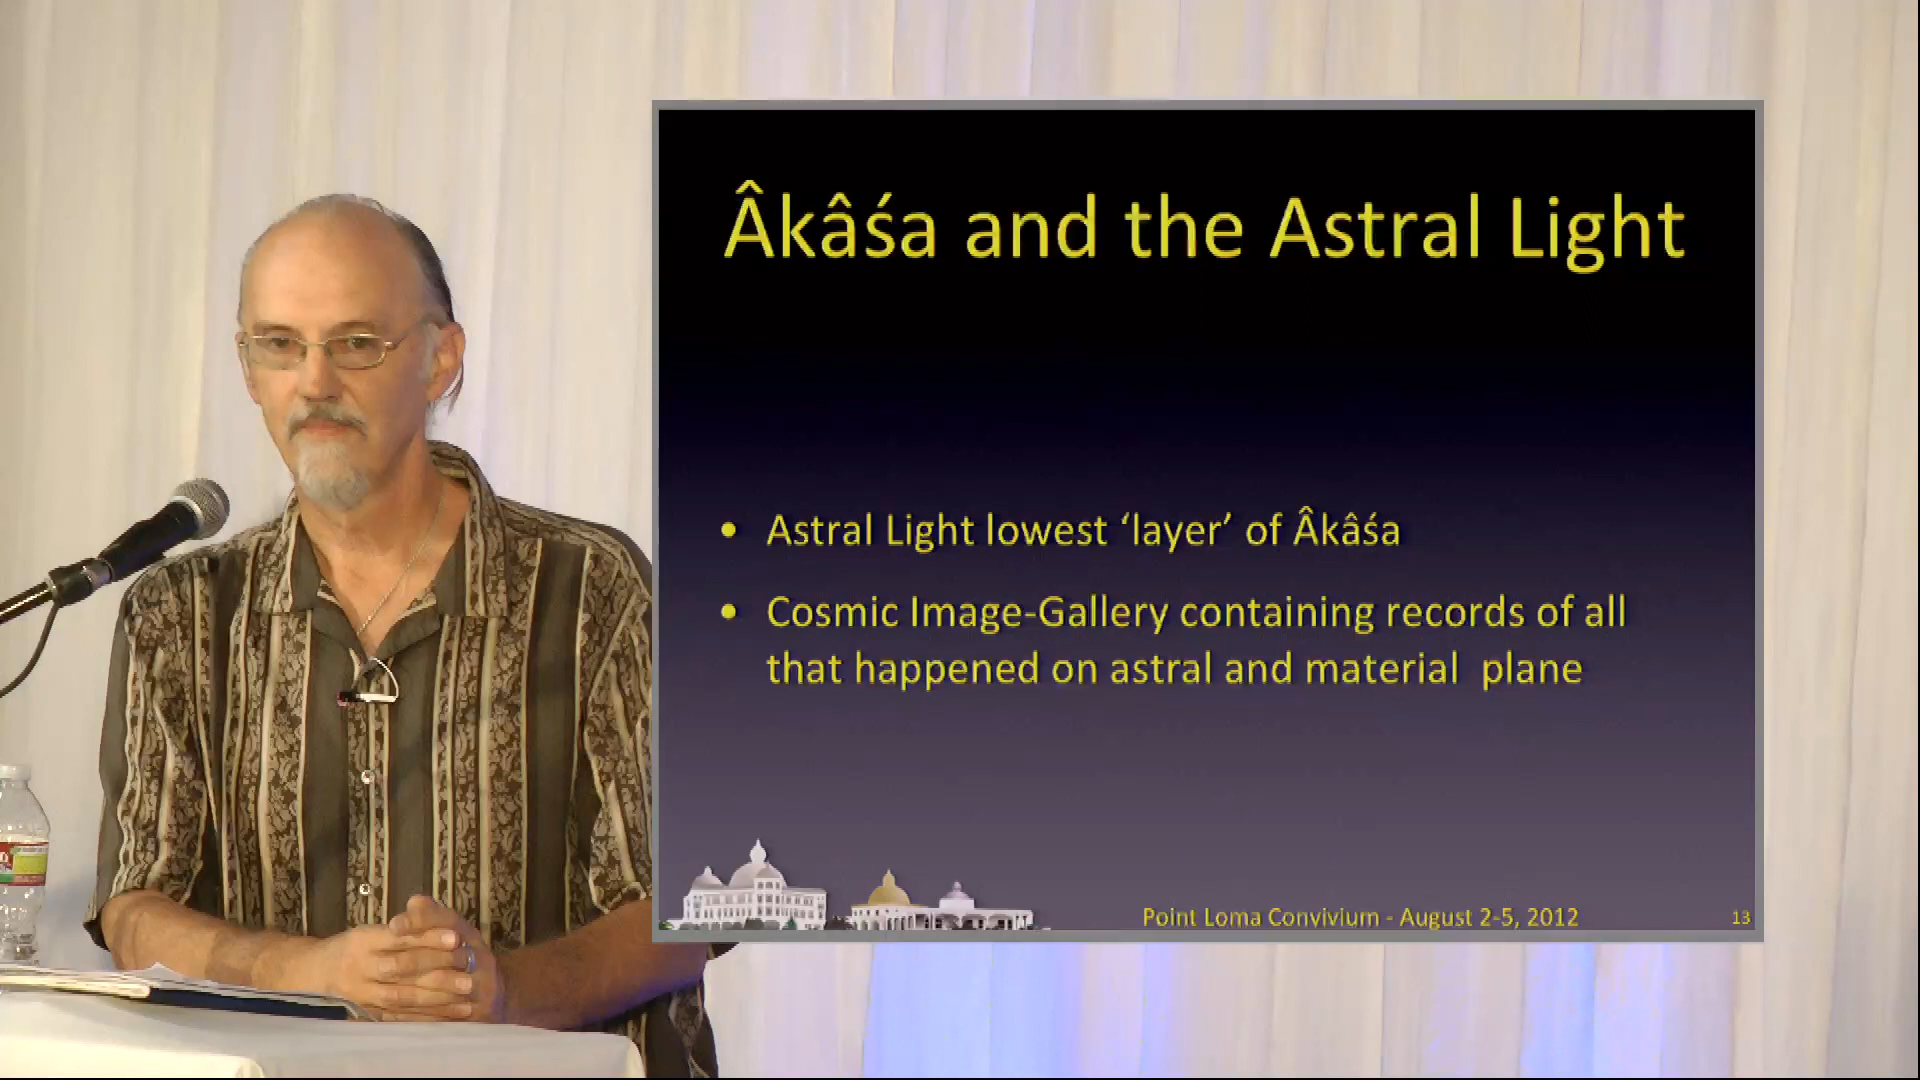 Âkâśa and the Astral Light
• Astral Light lowest ‘layer’ of Âkâśa
• Cosmic Image-Gallery containing records of all
that happened on astral and material plane
Point Loma Convivium - August 2-5, 2012
13